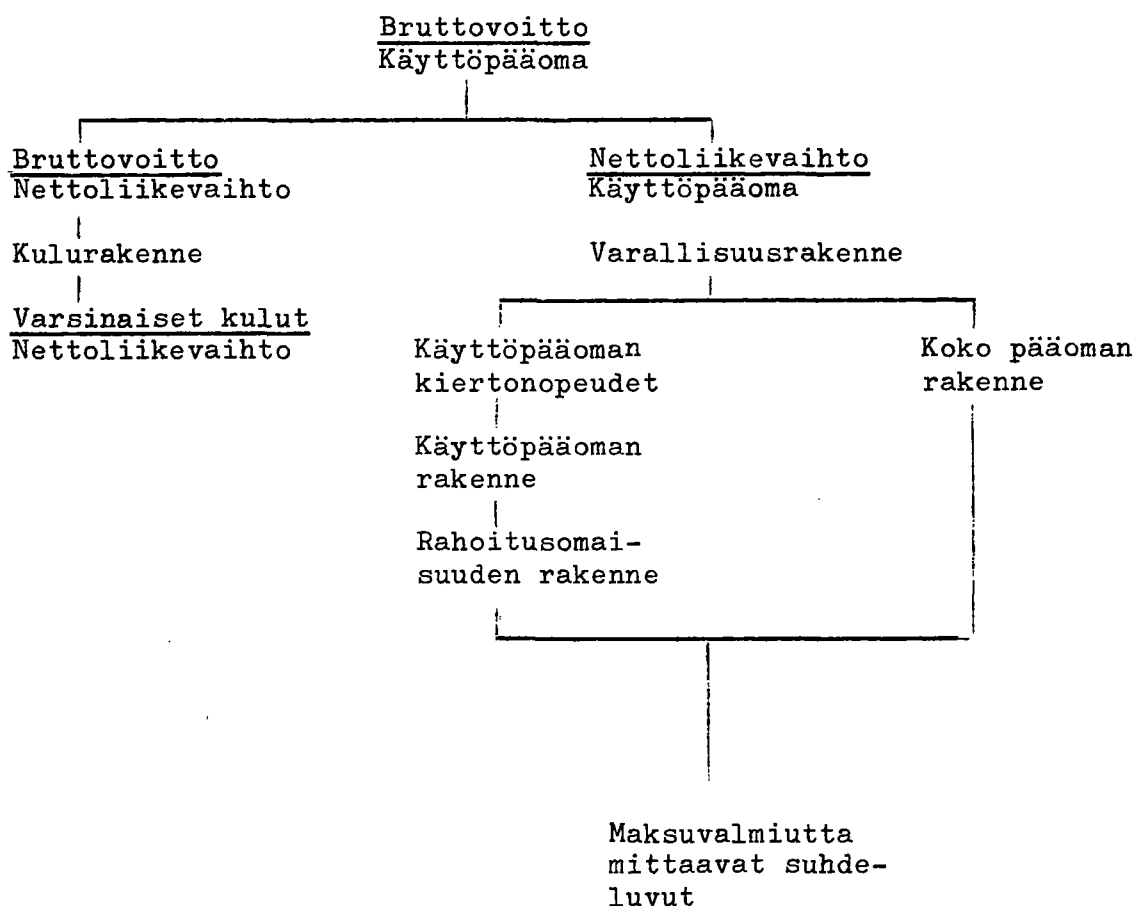 Bruttovoitto
Käyttöpääoma
Bruttovoitto
Nettoliikevaihto
Nettoliikevaihto
Käyttöpääoma
Kulurakenne
Varallisuusrakenne
Varsinaiset kulut
Nettoliikevaihto
Käyttöpääoman
kiertonopeudet
Koko pääoman
rakenne
Käyttöpääoman
rakenne
Rahoitusomai-
suuden rakenne
Maksuvalmiutta
mittaavat suhde-
luvut